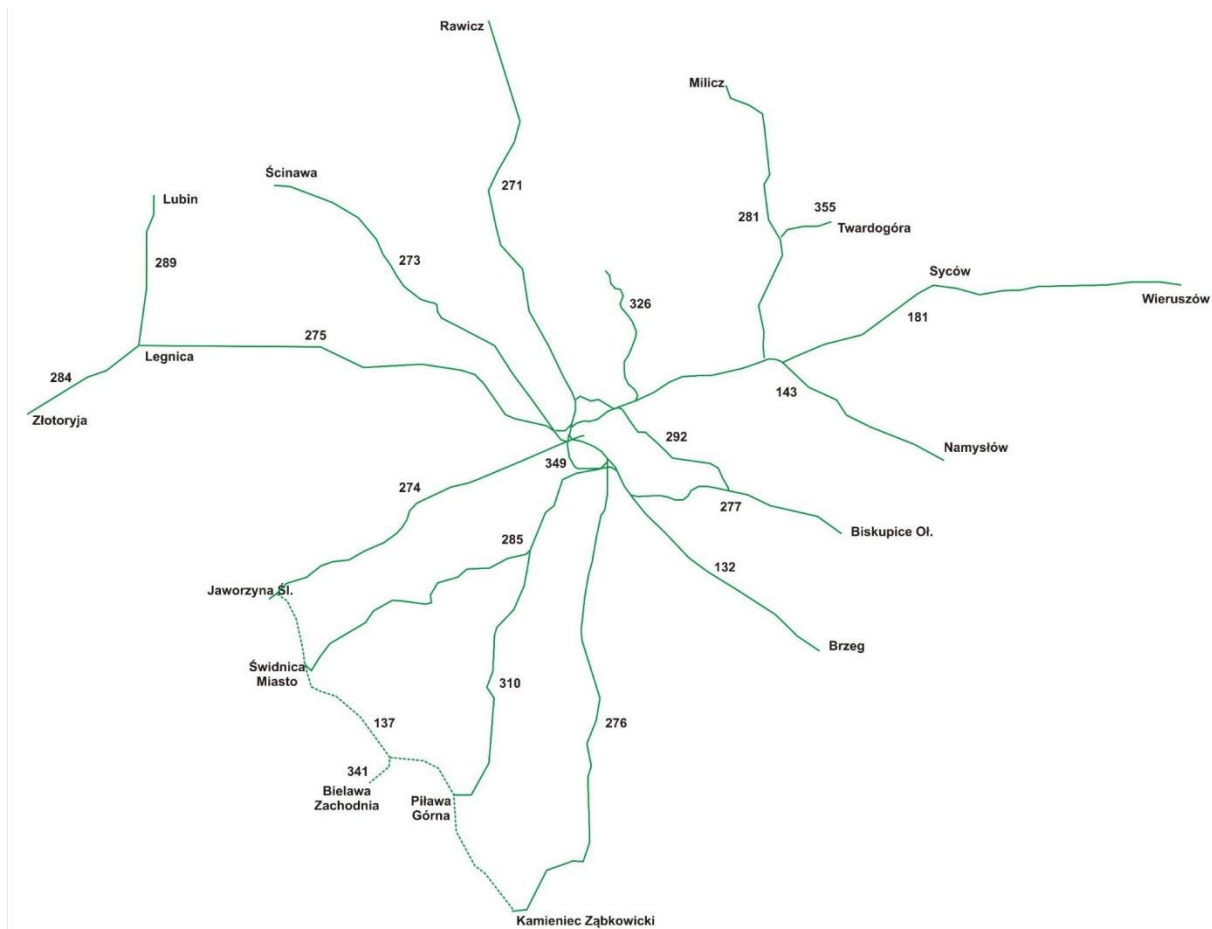 Rawicz
Milicz
Ścinawa
Lubin
271
281
355
Twardogóra
289
273
Syców
Wieruszów
326
181
275
Legnica
284
143
Złotoryja
292
Namysłów
349
274
277
Biskupice Oł.
285
132
Jaworzyna Śl.
Brzeg
Świdnica
Miasto
310
137
276
341
Bielawa
Zachodnia
Piława
Górna
Kamieniec Ząbkowicki